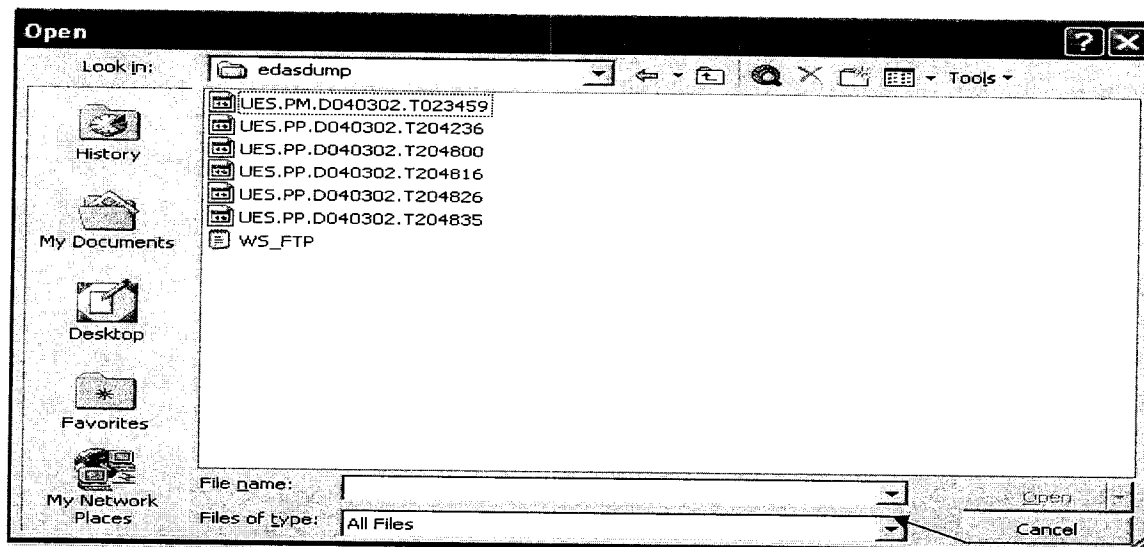 Open
Look in:
edasdump
Tools
UES.PM.D040302.T023459
UES.PP.D040302.T204236
UES.PP.D040302.T204800
UES.PP.D040302.T204816
UES.PP.D040302.T204826
UES.PP.D040302.T204835
WS_FTP
History
My Documents
Desktop
Favorites
My Network
Places
File name:
Open
Files of type:
All Files
Cancel